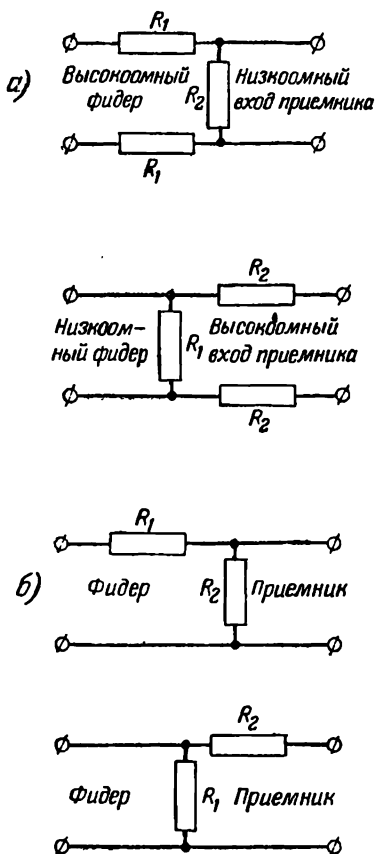 а)
R₁
Высокоомный
фидер
R₂
Низкоомный
вход приемника
R₁
R₂
Низкоом-
ный фидер
R₁
Высокоомный
вход приемника
R₂
б)
R₁
Фидер
R₂
Приемник
R₂
Фидер
R₁
Приемник